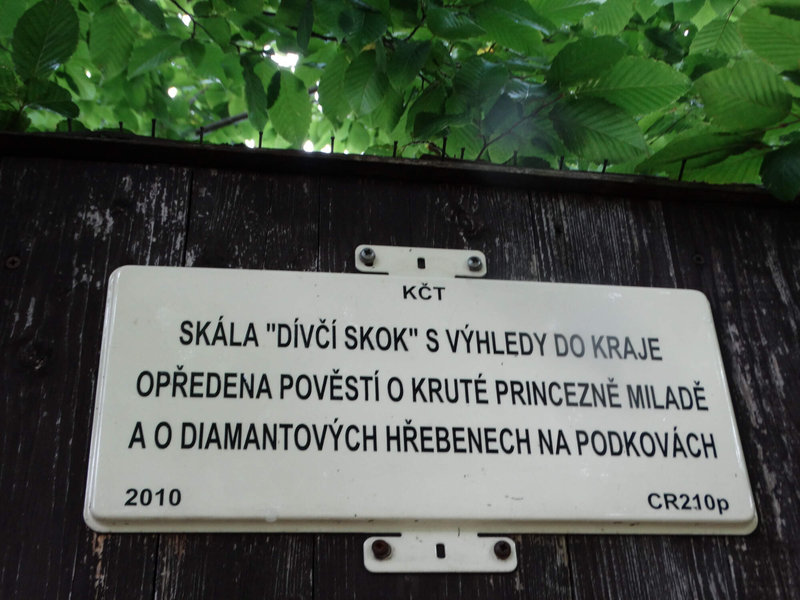 KČT
SKÁLA "DÍVČÍ SKOK" S VÝHLEDY DO KRAJE
OPŘEDENA POVĚSTÍ O KRUTÉ PRINCEZNĚ MILADĚ
A O DIAMANTOVÝCH HŘEBENECH NA PODKOVÁCH
2010 CR210p